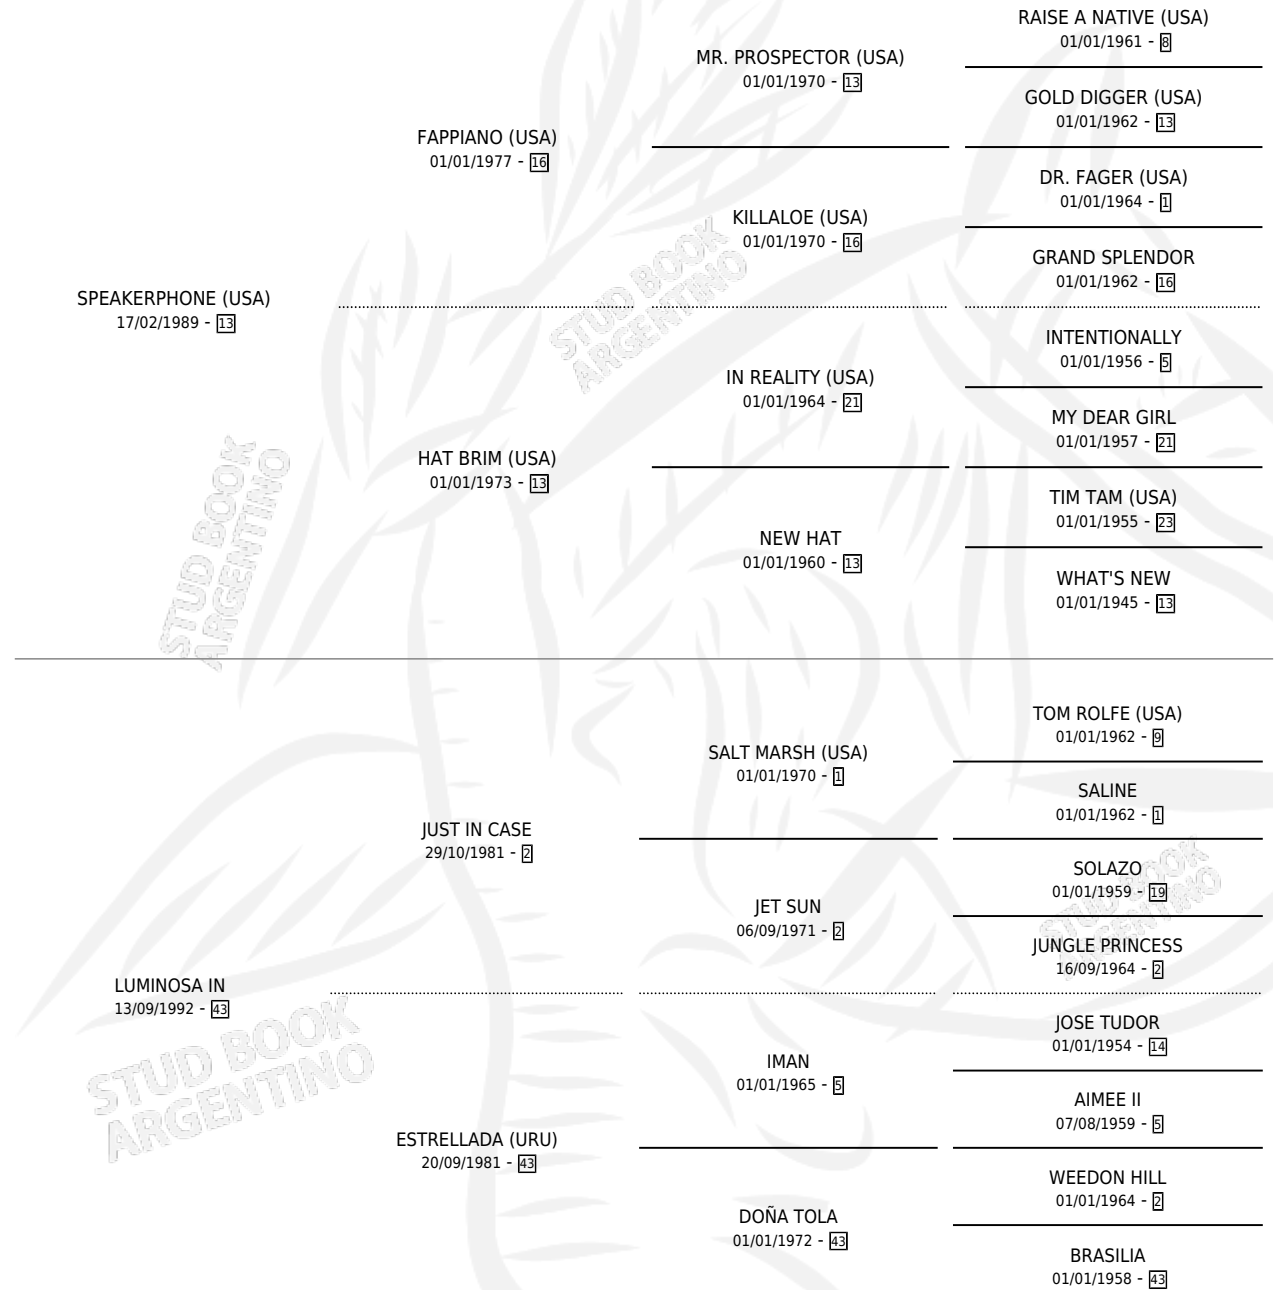 RAISE A NATIVE (USA)
01/01/1961 - 8
MR. PROSPECTOR (USA)
01/01/1970 - 13
GOLD DIGGER (USA)
01/01/1962 - 13
FAPPIANO (USA)
01/01/1977 - 16
DR. FAGER (USA)
01/01/1964 - 1
KILLALOE (USA)
01/01/1970 - 16
GRAND SPLENDOR
01/01/1962 - 16
SPEAKERPHONE (USA)
17/02/1989 - 13
INTENTIONALLY
01/01/1956 - 5
IN REALITY (USA)
01/01/1964 - 21
MY DEAR GIRL
01/01/1957 - 21
HAT BRIM (USA)
01/01/1973 - 13
TIM TAM (USA)
01/01/1955 - 23
NEW HAT
01/01/1960 - 13
WHAT'S NEW
01/01/1945 - 13
STUD BOOK
ARGENTINO
STUD BOOK
ARGENTINO
TOM ROLFE (USA)
01/01/1962 - 9
SALT MARSH (USA)
01/01/1970 - 1
SALINE
01/01/1962 - 1
JUST IN CASE
29/10/1981 - 2
SOLAZO
01/01/1959 - 19
JET SUN
06/09/1971 - 2
JUNGLE PRINCESS
16/09/1964 - 2
LUMINOSA IN
13/09/1992 - 43
JOSE TUDOR
01/01/1954 - 14
IMAN
01/01/1965 - 5
AIMEE II
07/08/1959 - 5
ESTRELLADA (URU)
20/09/1981 - 43
WEEDON HILL
01/01/1964 - 2
DOÑA TOLA
01/01/1972 - 43
BRASILIA
01/01/1958 - 43
STUD BOOK
ARGENTINO
STUD BOOK
ARGENTINO